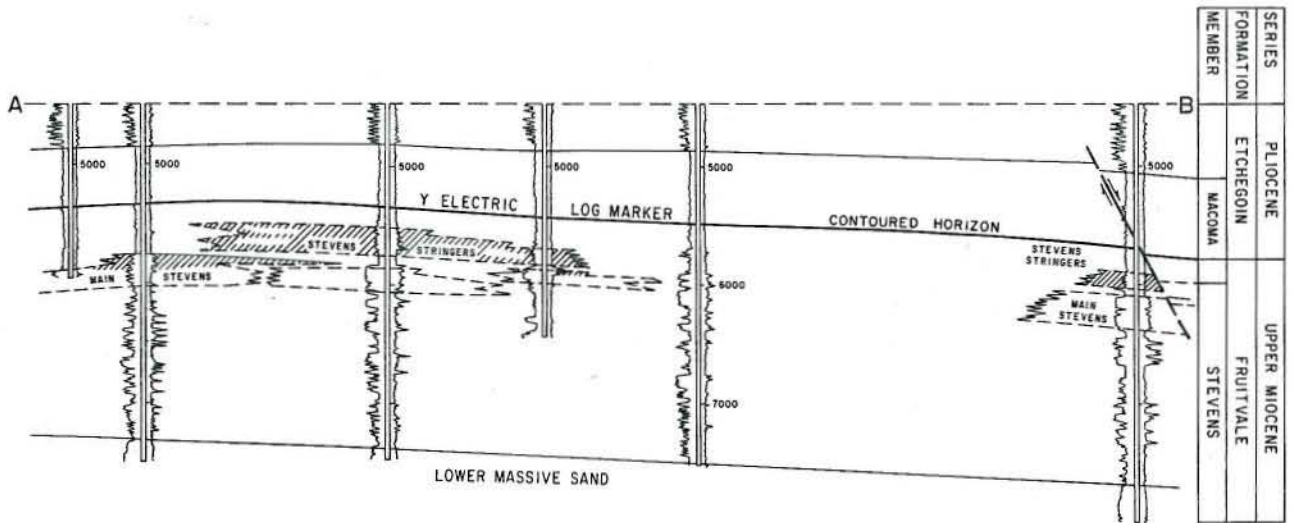 A
B
5000
5000
5000
5000
5000
5000
Y ELECTRIC LOG MARKER
CONTOURED HORIZON
STEVENS STRINGERS
STEVENS
STRINGERS
MAIN STEVENS
6000
MAIN
STEVENS
7000
LOWER MASSIVE SAND
SERIES
FORMATION
MEMBER
PLIOCENE
ETCHEGOIN
MACOMA
UPPER MIOCENE
FRUITVALE
STEVENS